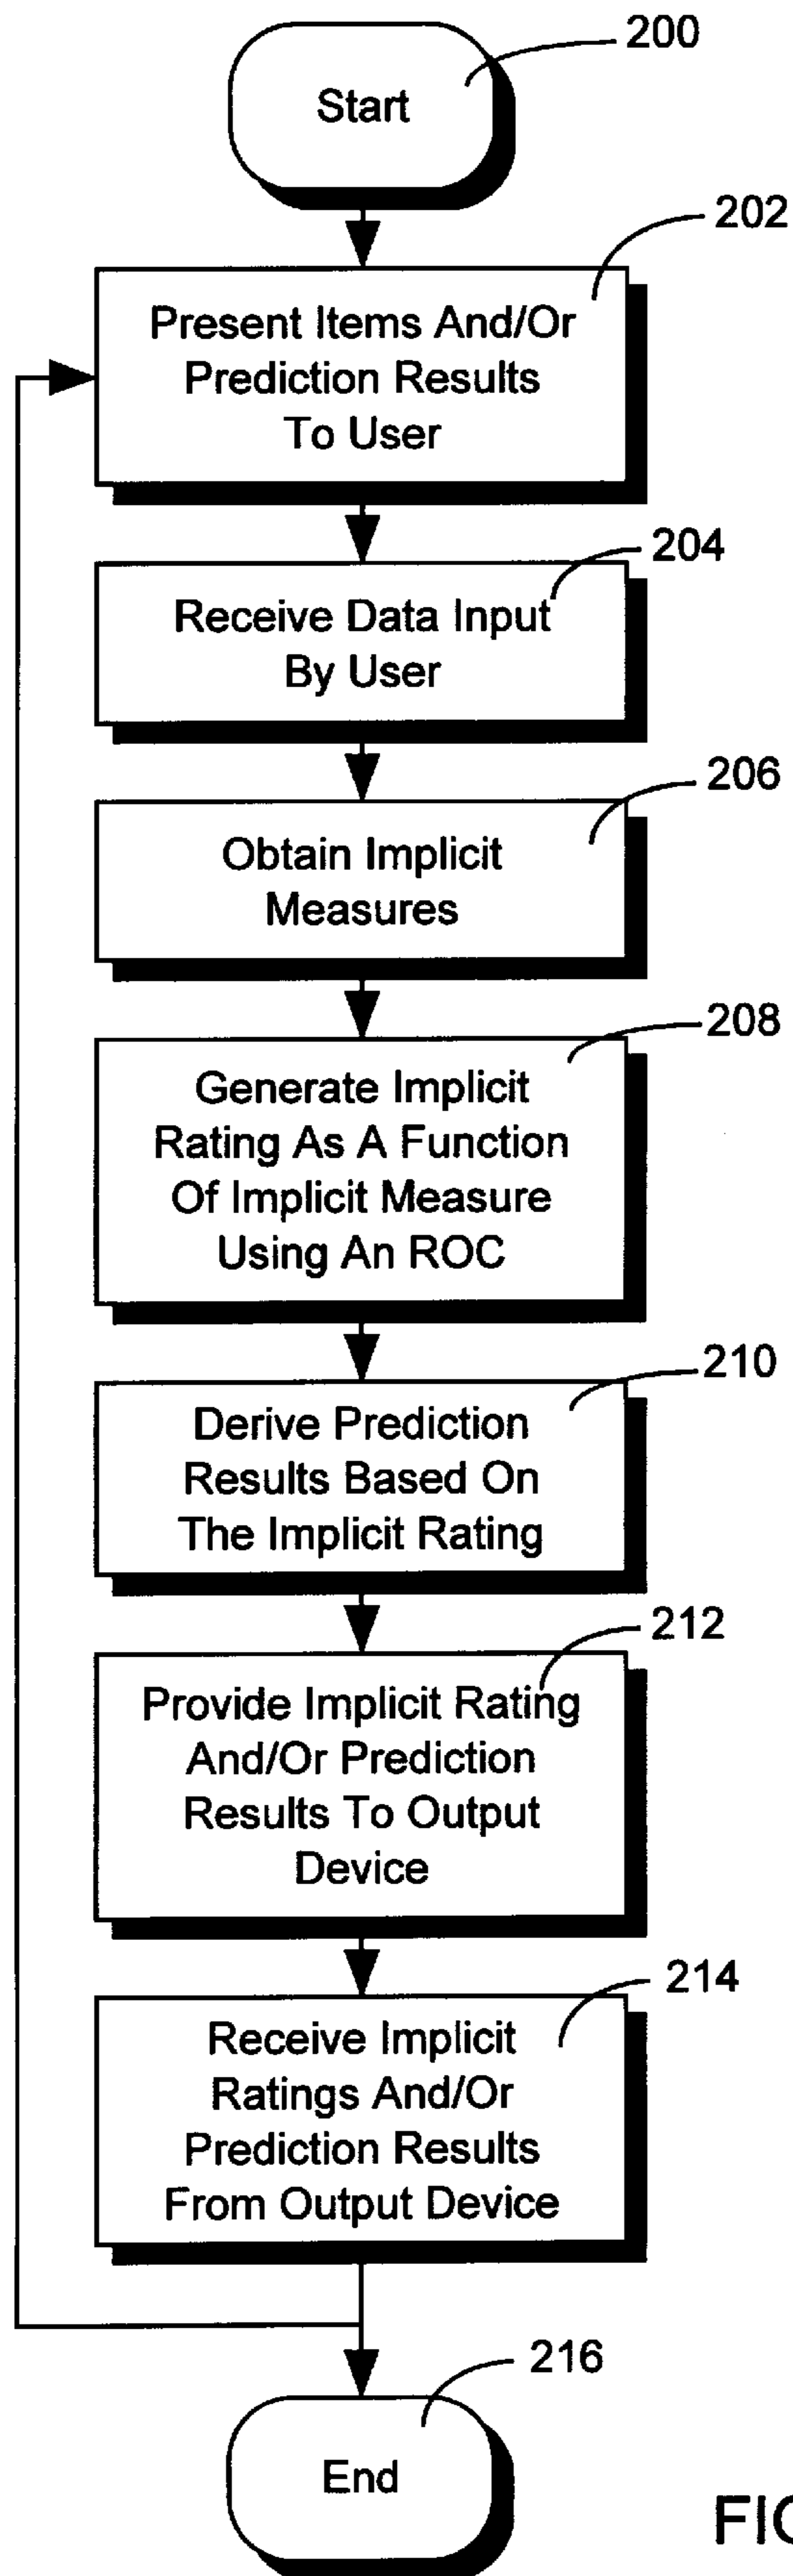 200
Start
202
Present Items And/Or
Prediction Results
To User
204
Receive Data Input
By User
206
Obtain Implicit
Measures
208
Generate Implicit
Rating As A Function
Of Implicit Measure
Using An ROC
210
Derive Prediction
Results Based On
The Implicit Rating
212
Provide Implicit Rating
And/Or Prediction
Results To Output
Device
214
Receive Implicit
Ratings And/Or
Prediction Results
From Output Device
216
End